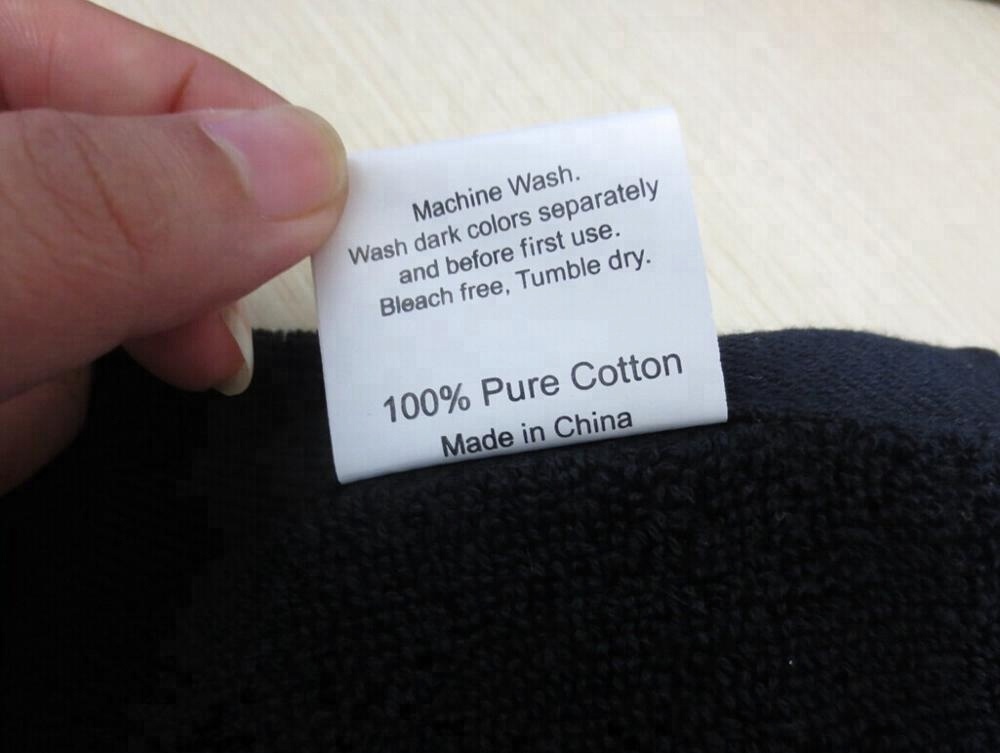 Machine Wash.
Wash dark colors separately
and before first use.
Bleach free, Tumble dry.
100% Pure Cotton
Made in China